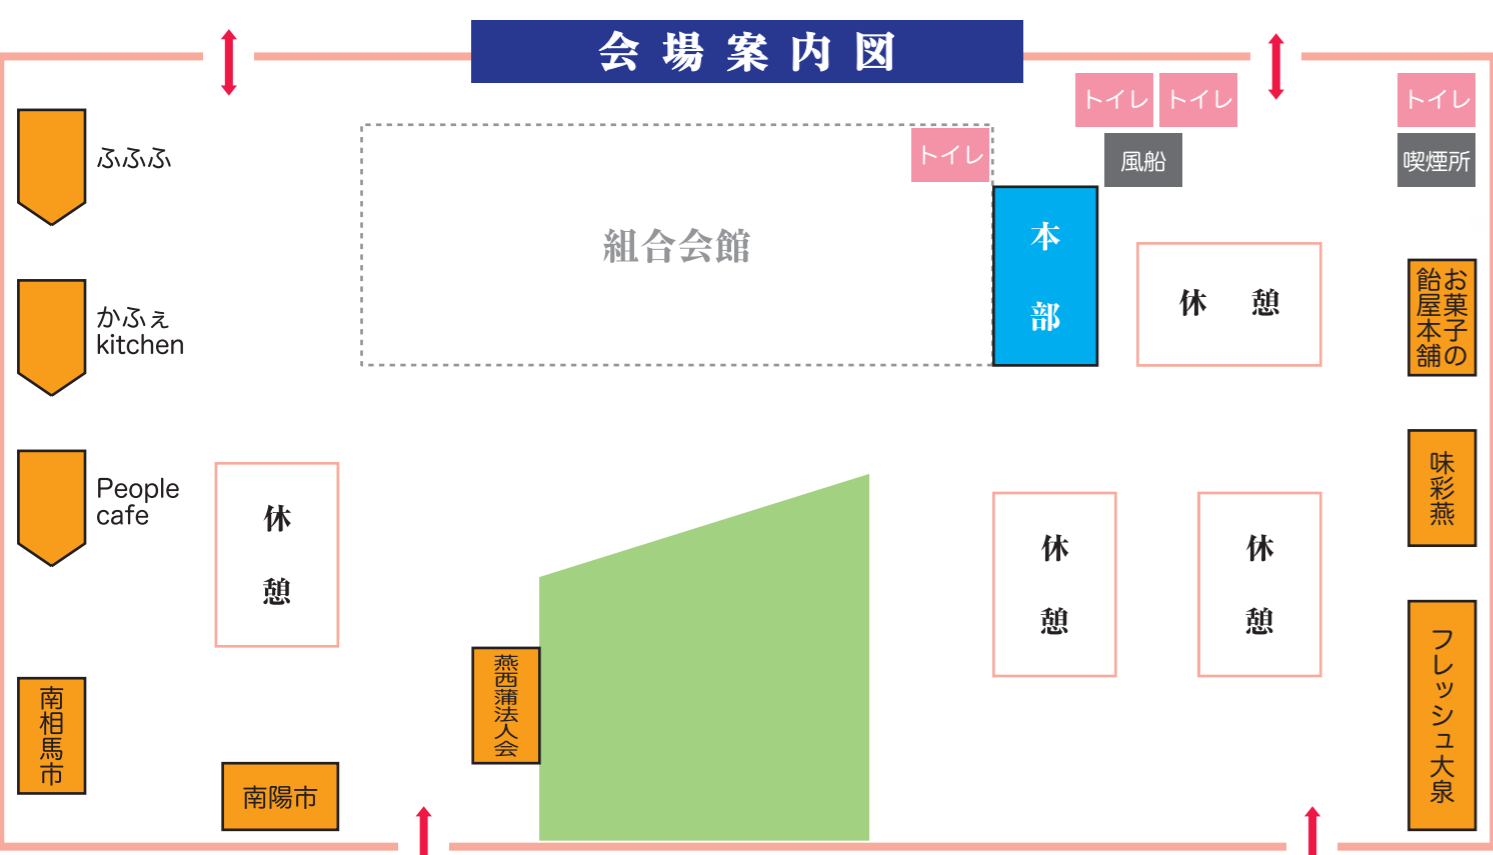 会場案内図
トイレ
トイレ
トイレ
トイレ
風船
喫煙所
ふふふ
組合会館
本部
休憩
お菓子の
飴屋本舗
かふぇ
kitchen
People
cafe
休憩
休憩
休憩
味彩燕
燕西蒲法人会
フレッシュ大泉
南相馬市
南陽市